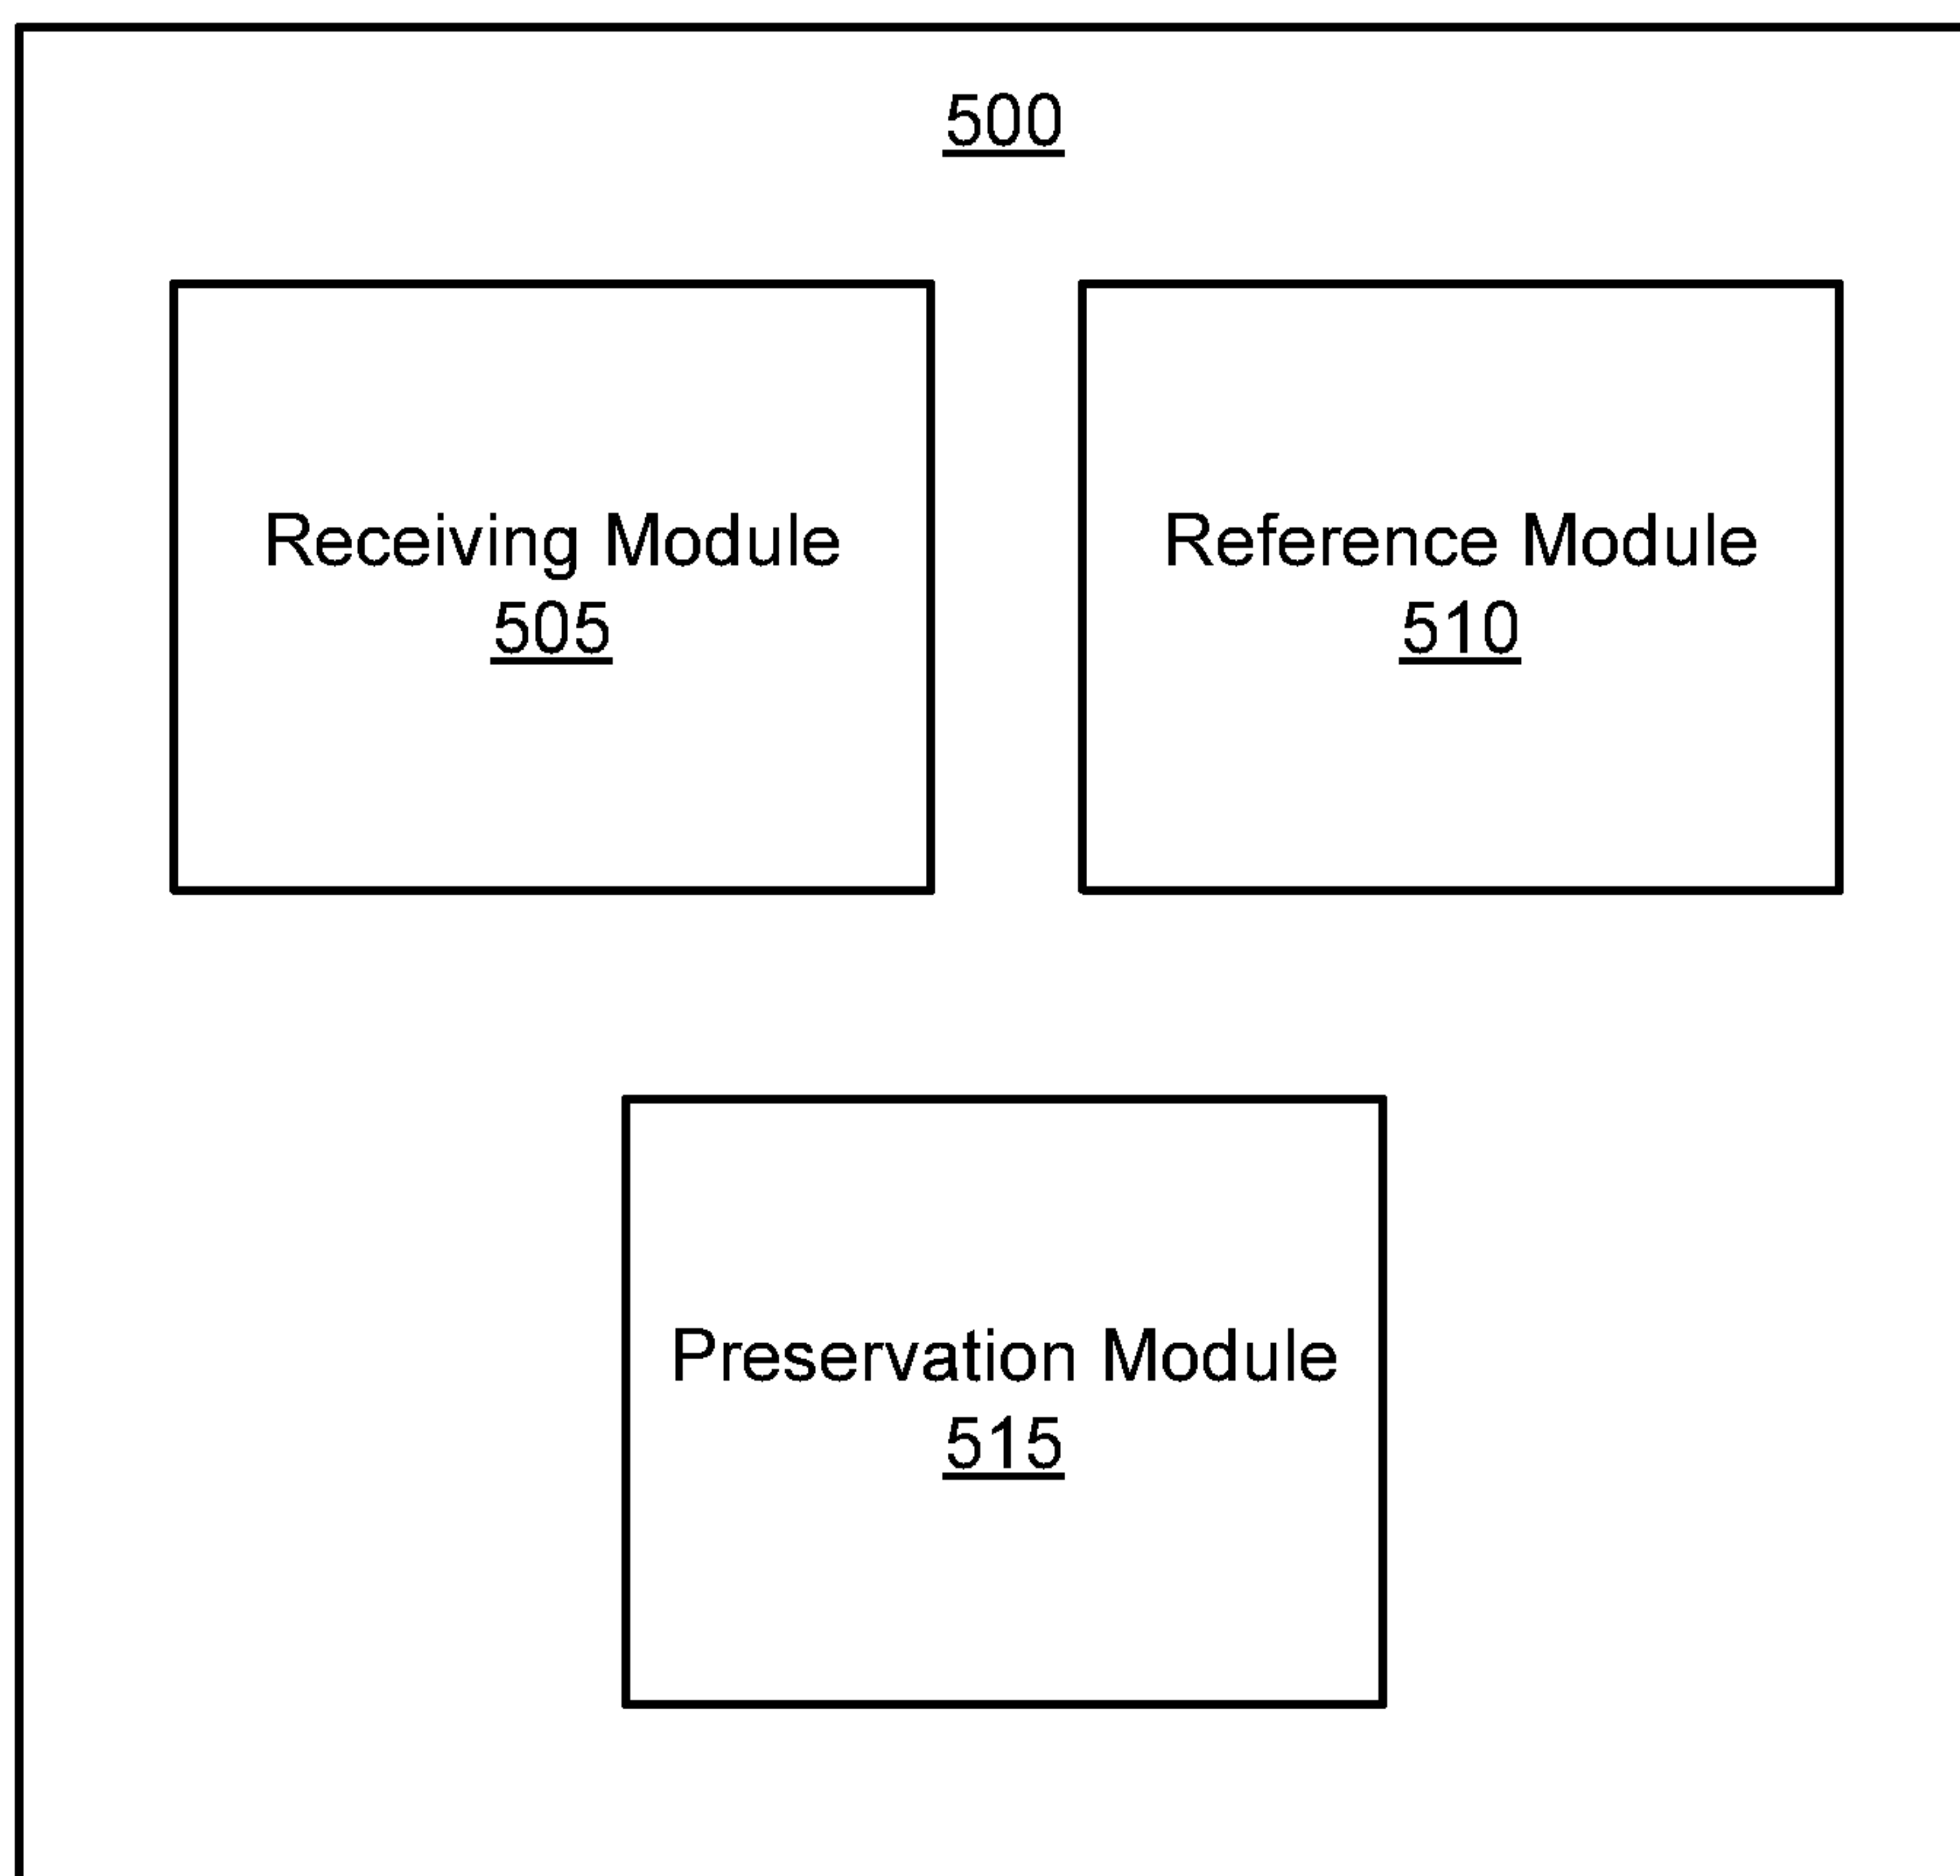 500
Receiving Module
505
Reference Module
510
Preservation Module
515